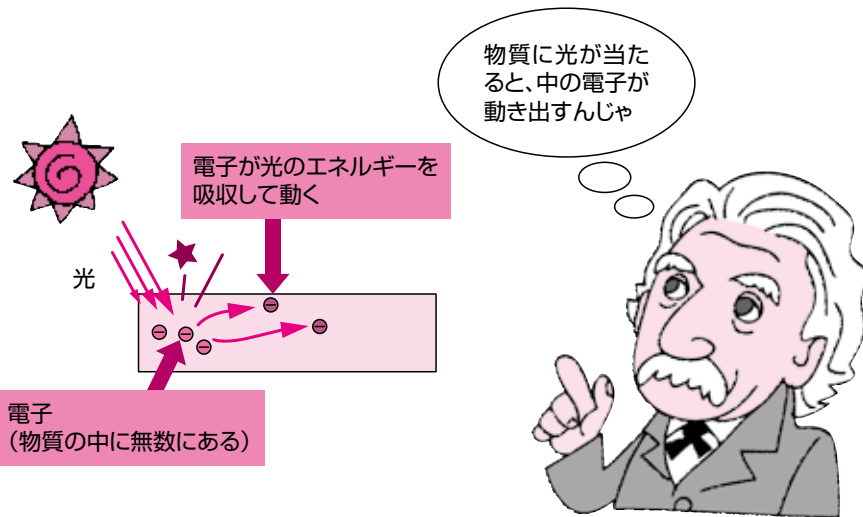 物質に光が当た
ると、中の電子が
動き出すんじゃ
電子が光のエネルギーを
吸収して動く
光
電子
（物質の中に無数にある）